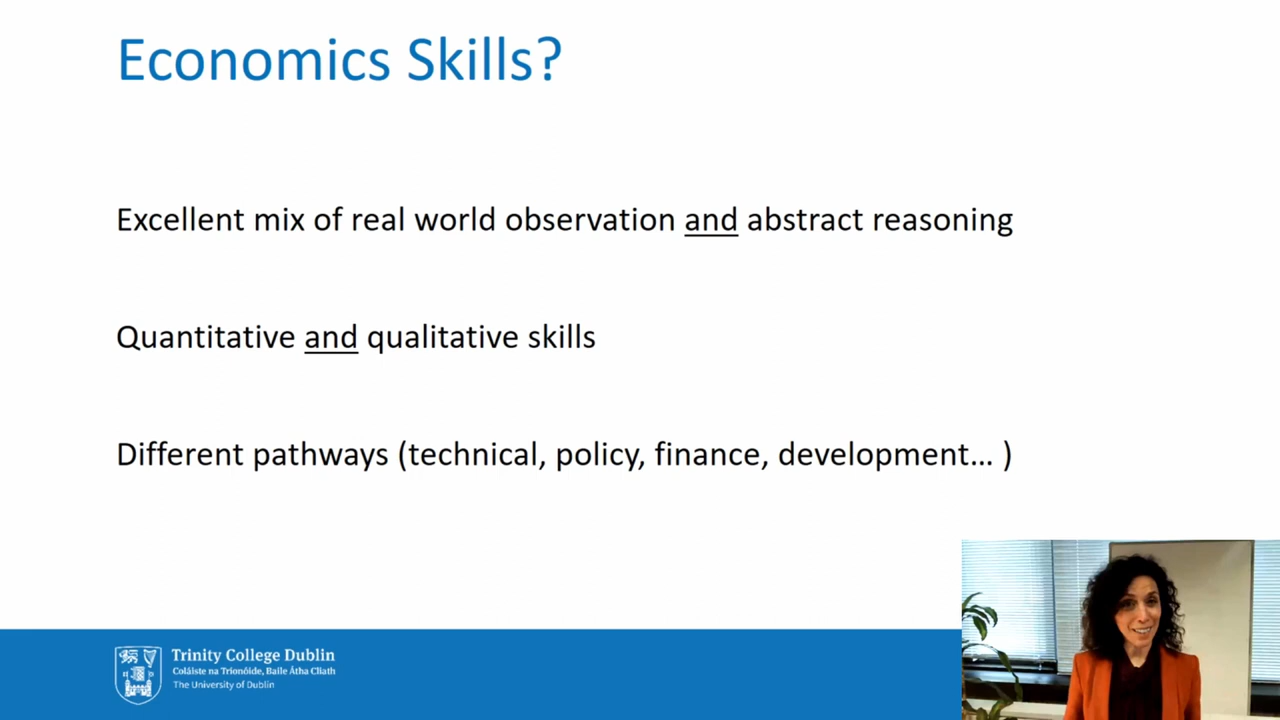 Economics Skills?
Excellent mix of real world observation and abstract reasoning
Quantitative and qualitative skills
Different pathways (technical, policy, finance, development… )
Trinity College Dublin
Coláiste na Tríonóide, Baile Átha Cliath
The University of Dublin